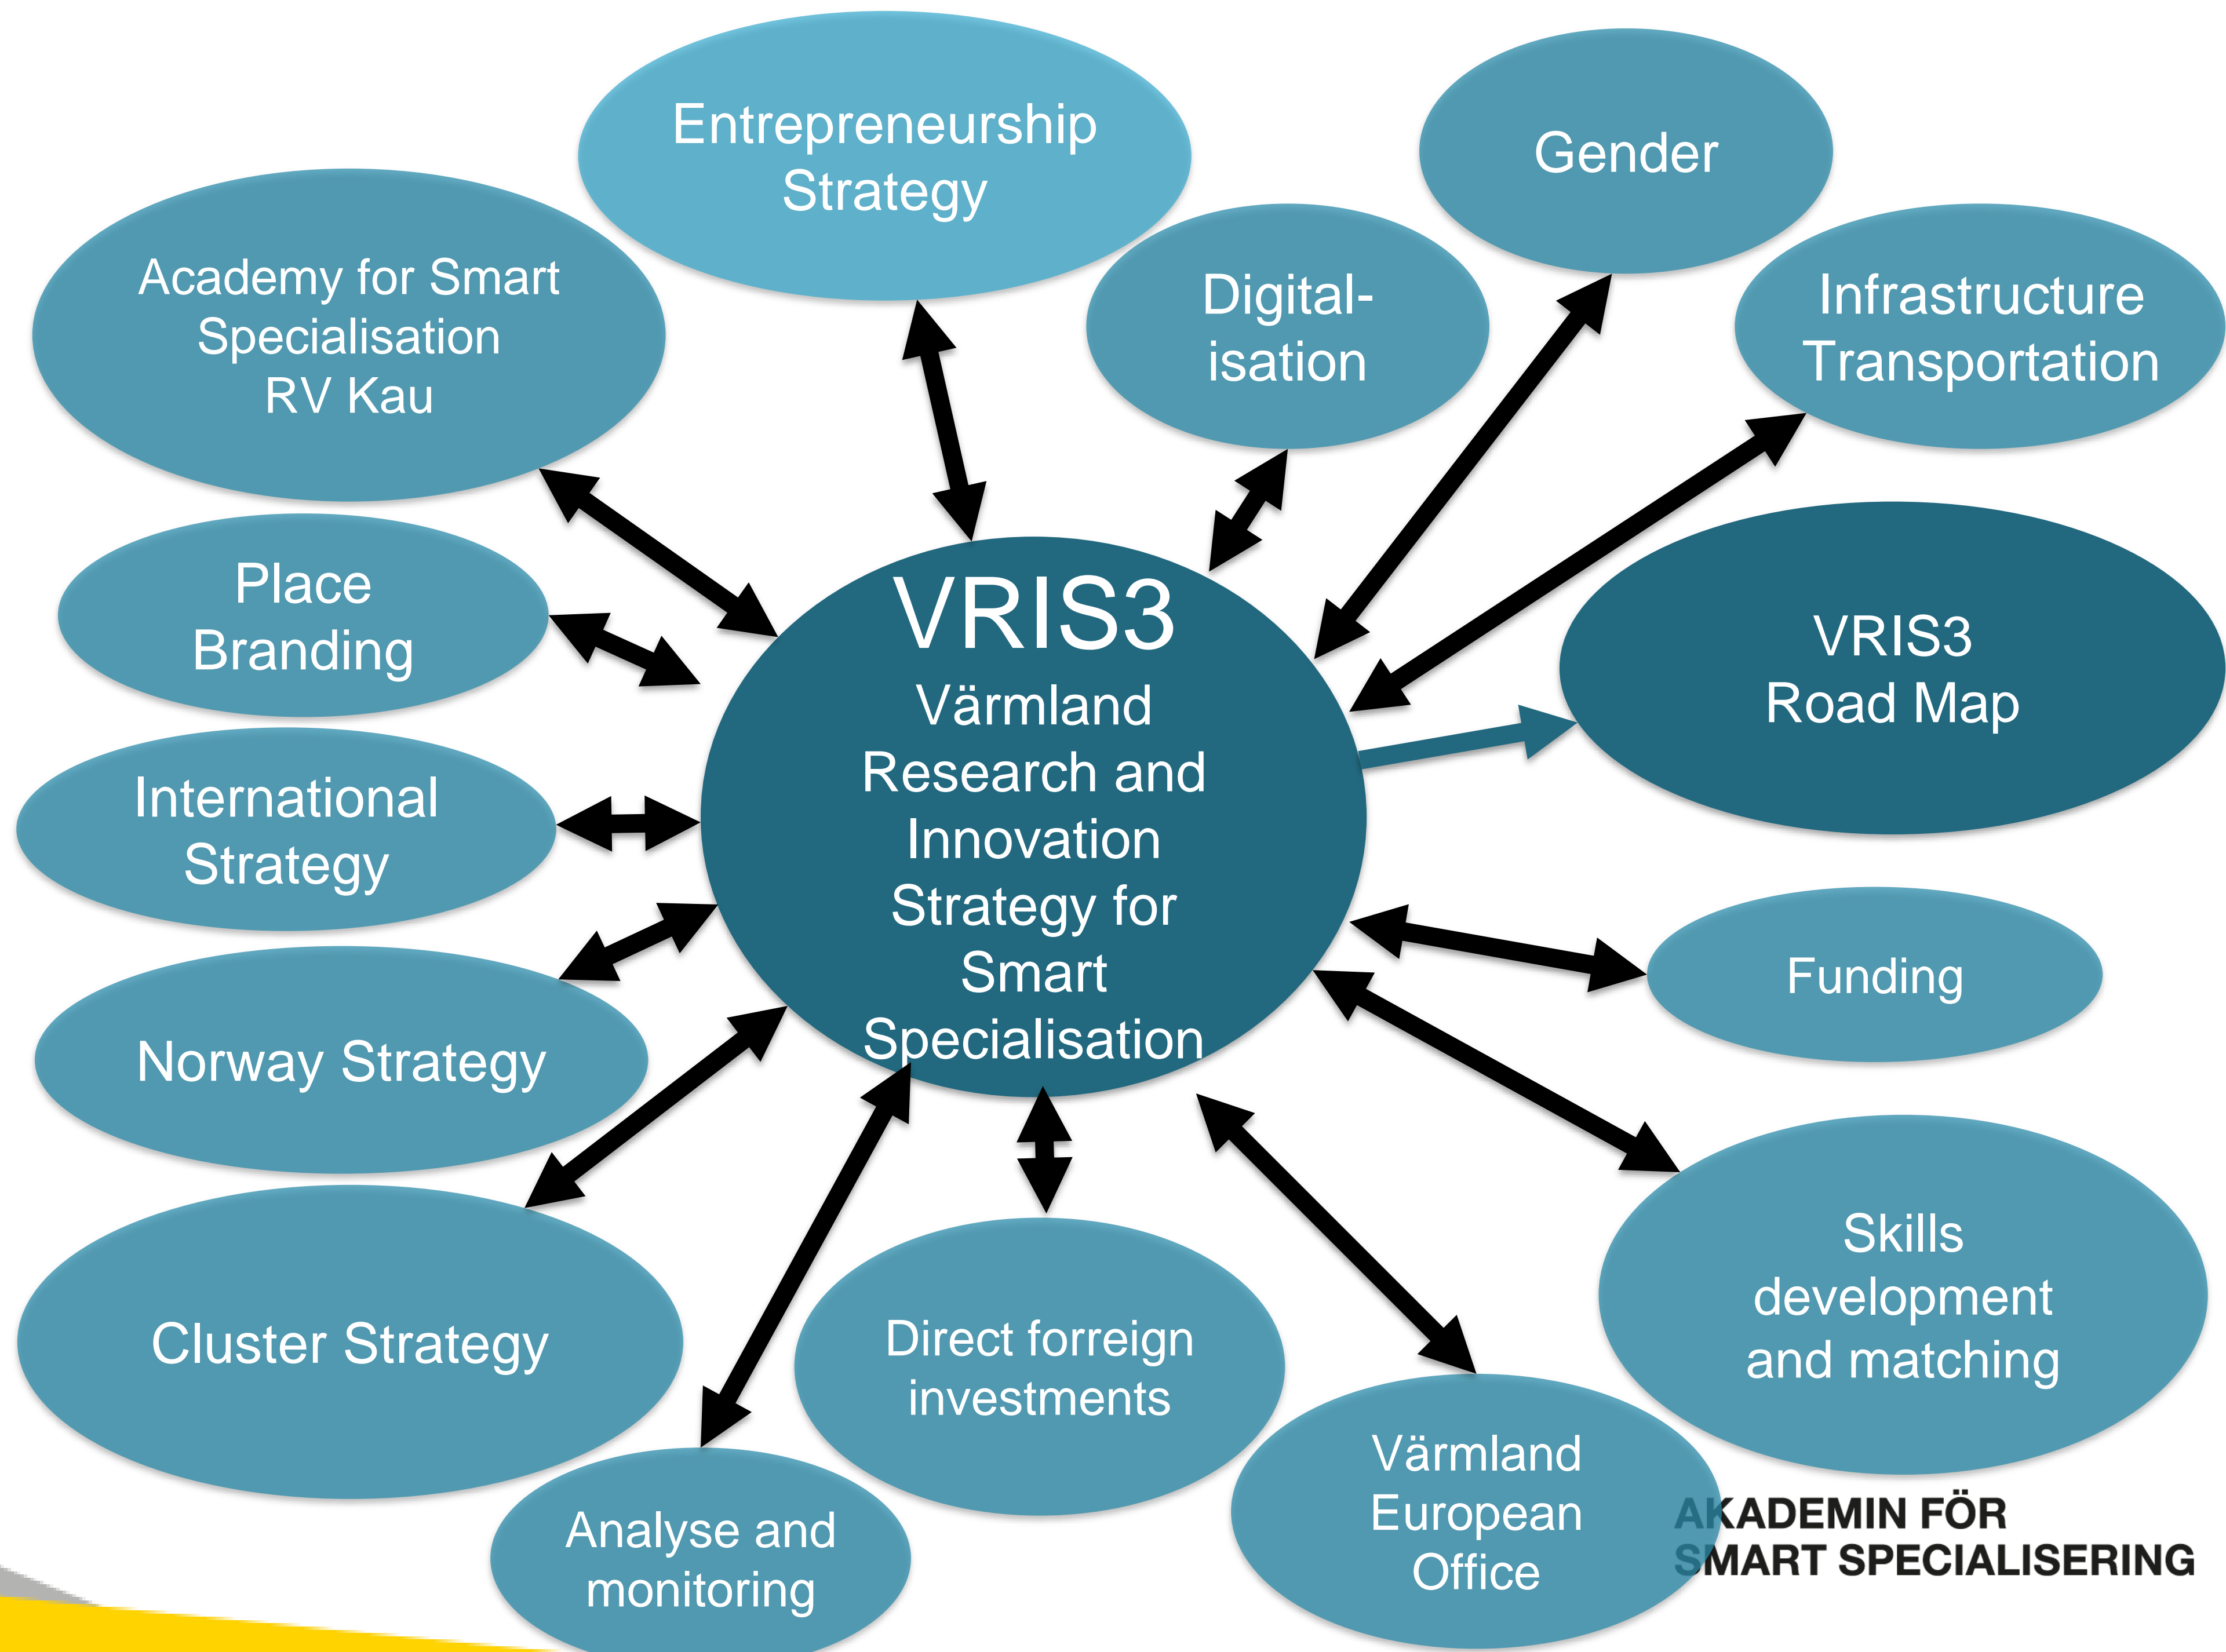 Entrepreneurship
Strategy
Gender
Academy for Smart
Specialisation
RV Kau
Digital-
isation
Infrastructure
Transportation
Place
Branding
VRIS3
Värmland
Research and
Innovation
Strategy for
Smart
Specialisation
VRIS3
Road Map
International
Strategy
Funding
Norway Strategy
Skills
development
and matching
Cluster Strategy
Direct forreign
investments
Värmland
European
Office
Analyse and
monitoring
AKADEMIN FÖR
SMART SPECIALISERING